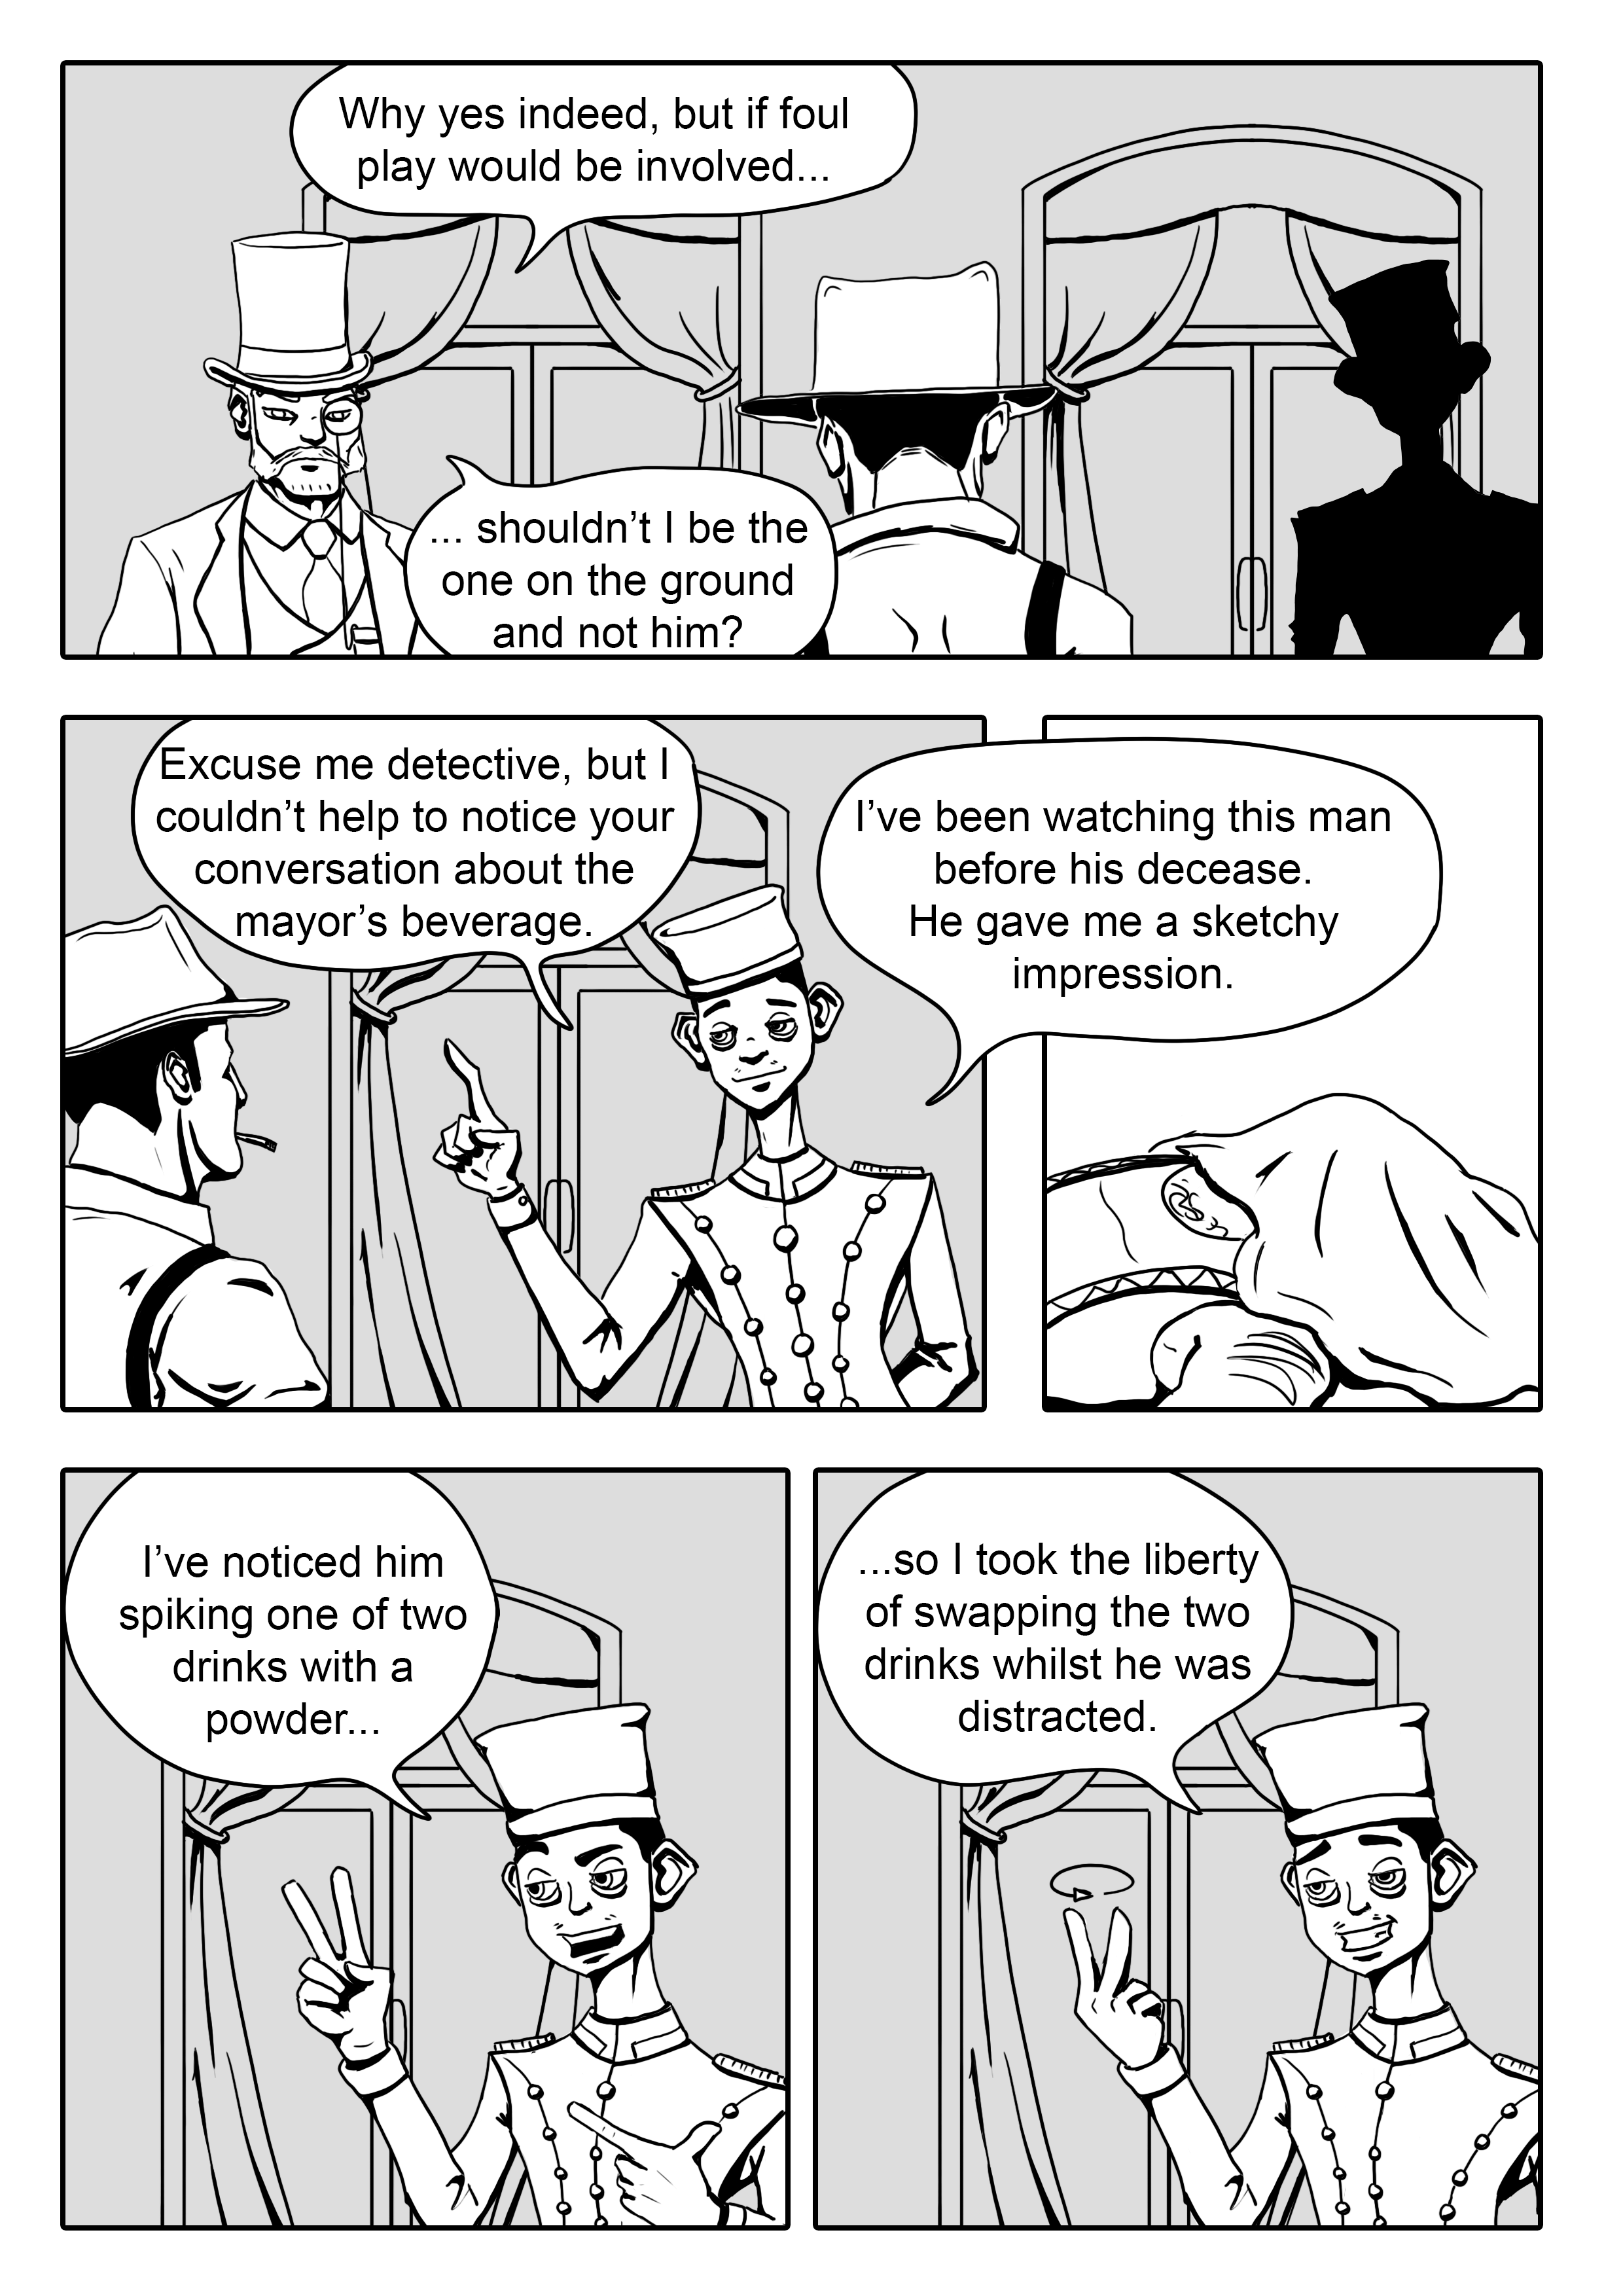 Why yes indeed, but if foul
play would be involved...
... shouldn’t I be the
one on the ground
and not him?
Excuse me detective, but I
couldn’t help to notice your
conversation about the
mayor’s beverage.
I’ve been watching this man
before his decease.
He gave me a sketchy
impression.
I’ve noticed him
spiking one of two
drinks with a
powder...
...so I took the liberty
of swapping the two
drinks whilst he was
distracted.